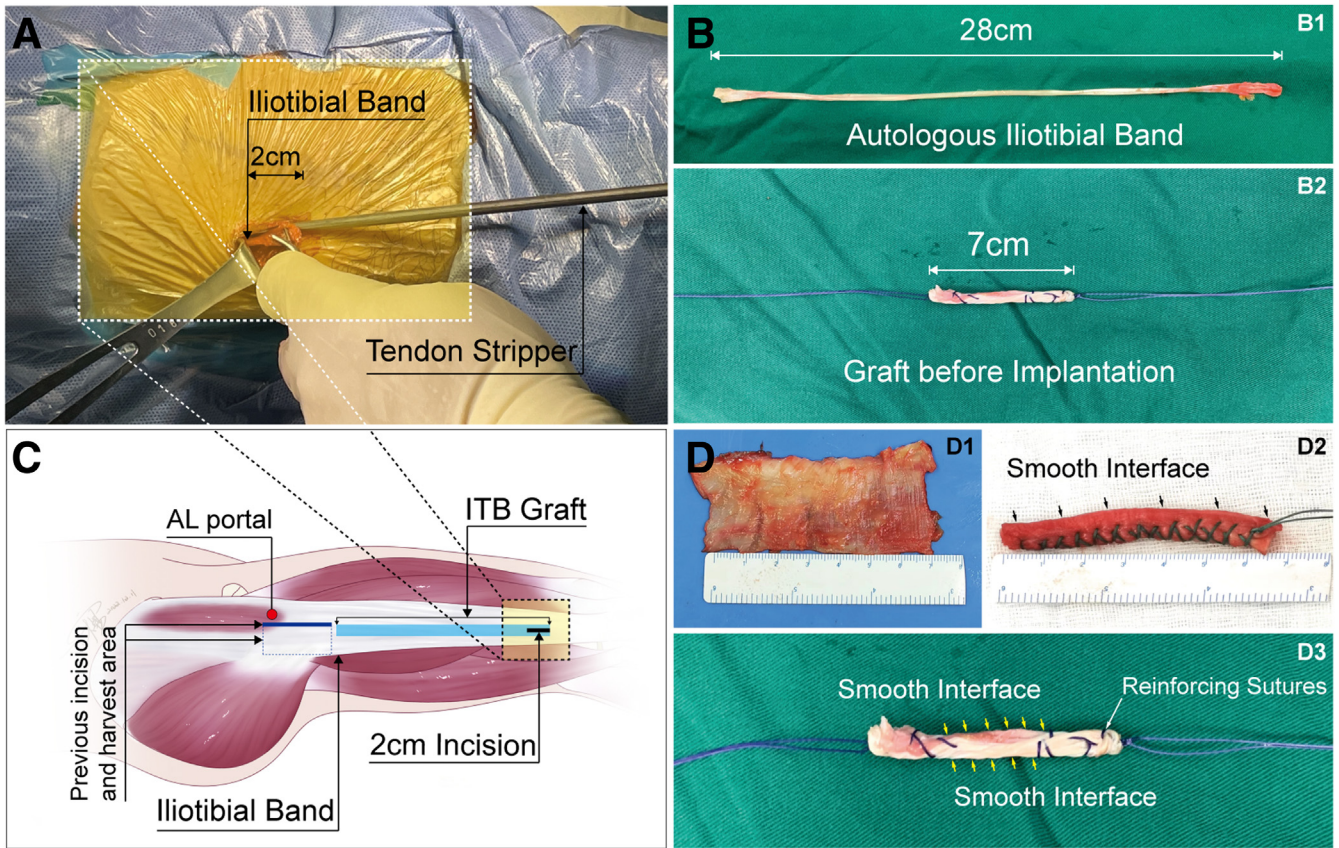 A
Iliotibial Band
2cm
Tendon Stripper
B
B1
28cm
Autologous Iliotibial Band
B2
7cm
Graft before Implantation
C
AL portal
ITB Graft
Previous incision
and harvest area
2cm Incision
Iliotibial Band
D
D1
D2
Smooth Interface
D3
Smooth Interface
Reinforcing Sutures
Smooth Interface